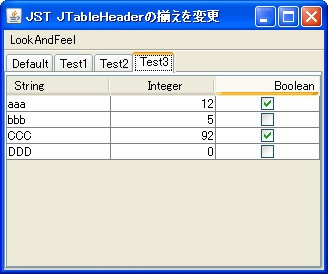 JST JTableHeaderの揃えを変更
LookAndFeel
Default Test1 Test2 Test3
String Integer Boolean
aaa 12
bbb 5
CCC 92
DDD 0